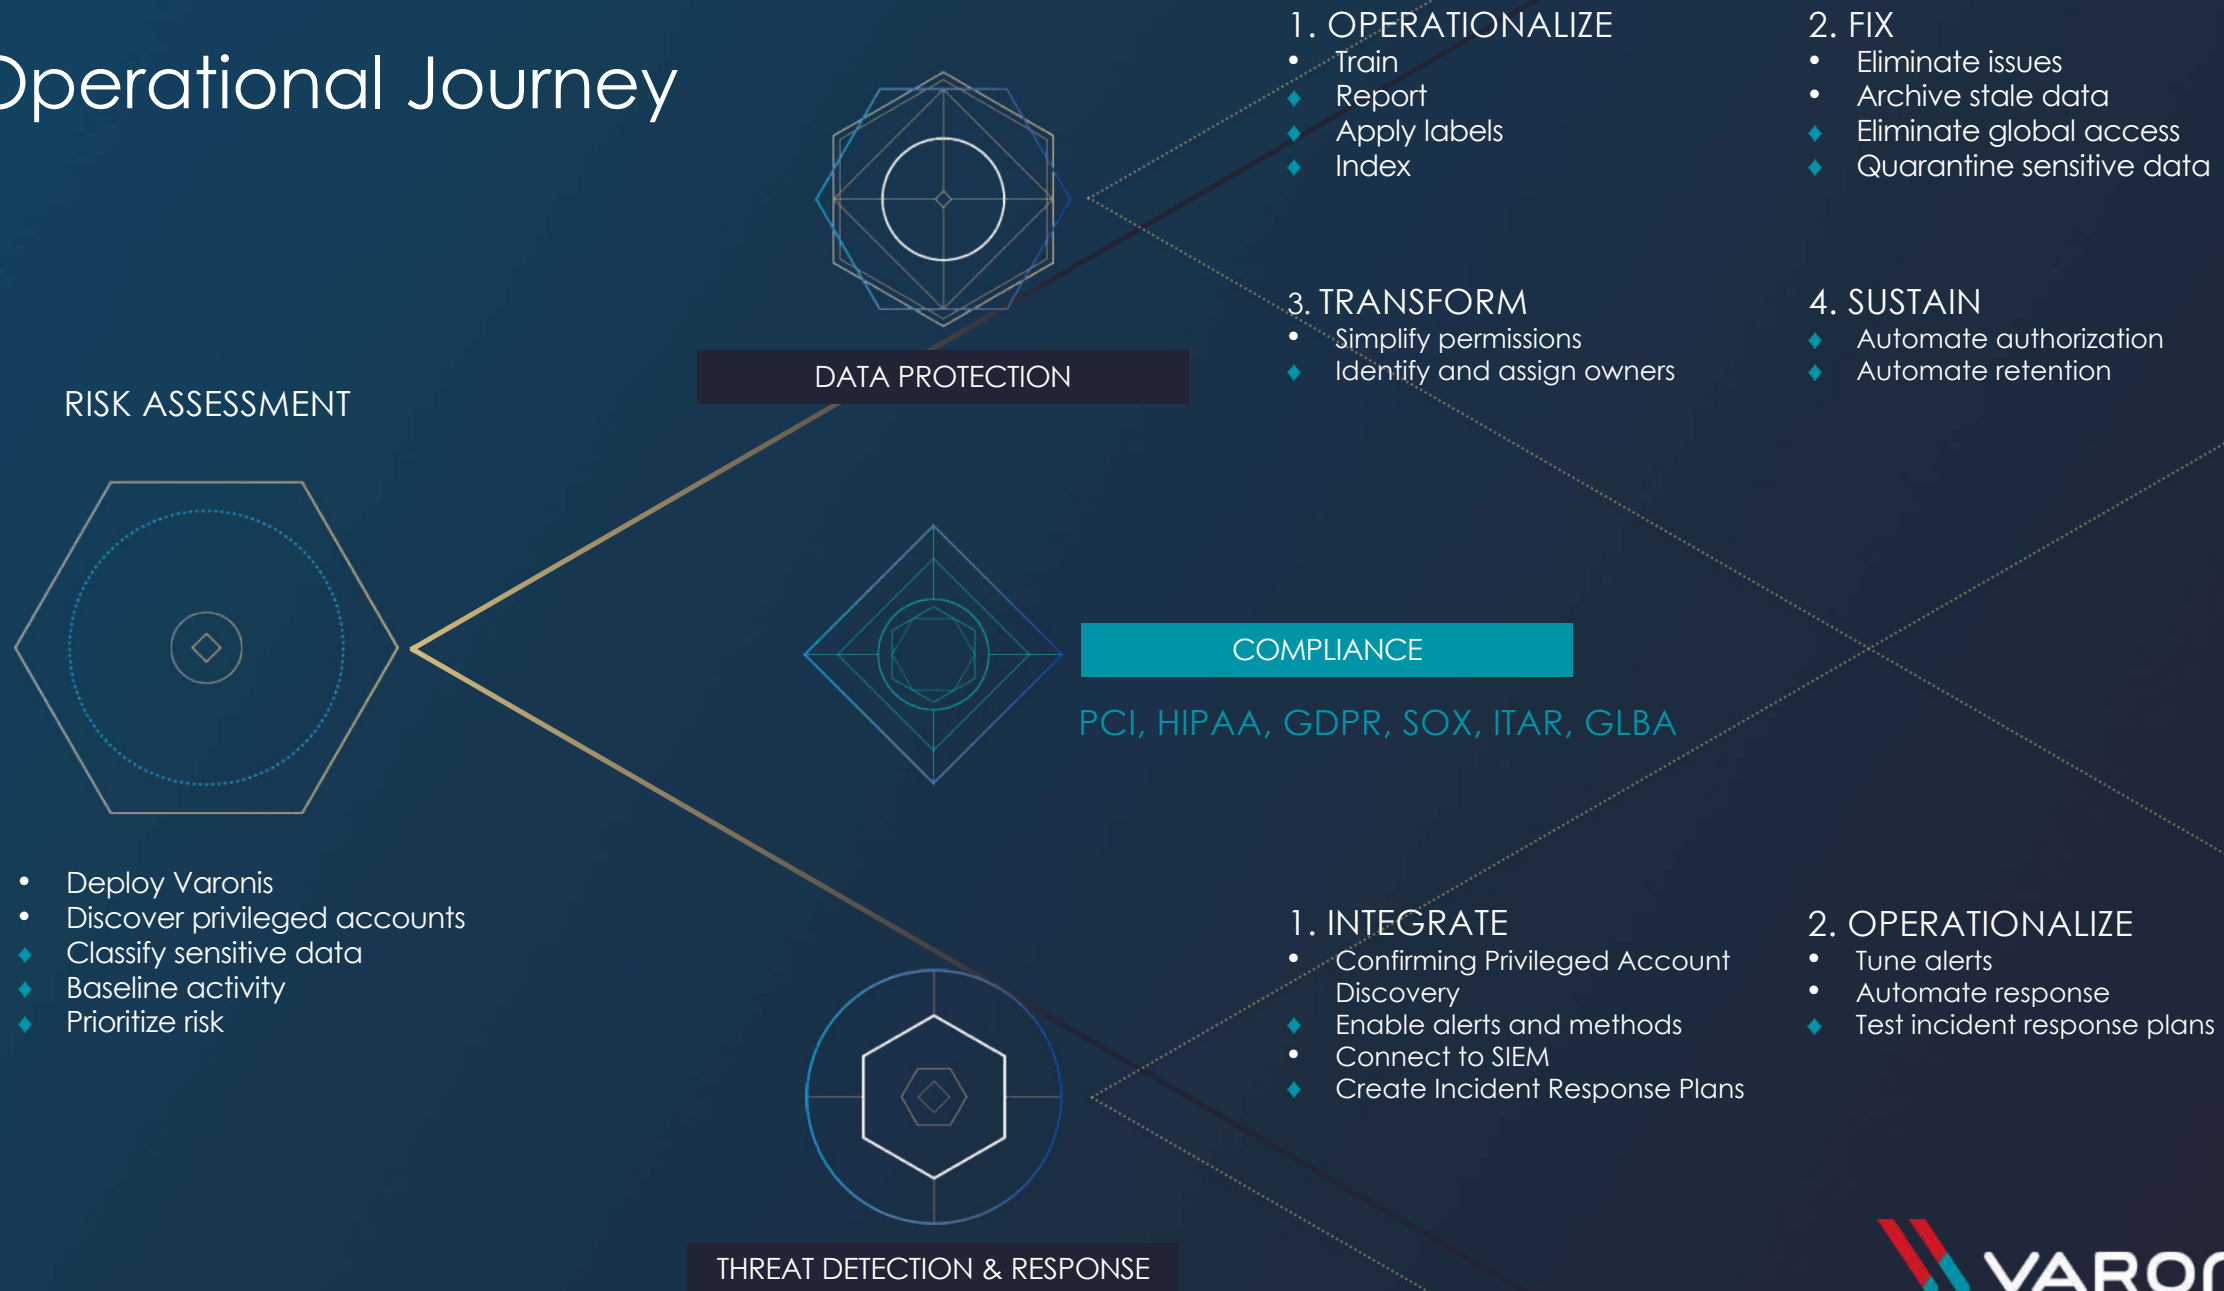 Operational Journey
RISK ASSESSMENT
• Deploy Varonis
• Discover privileged accounts
♦ Classify sensitive data
♦ Baseline activity
♦ Prioritize risk
DATA PROTECTION
1. OPERATIONALIZE
• Train
♦ Report
♦ Apply labels
♦ Index
2. FIX
• Eliminate issues
• Archive stale data
♦ Eliminate global access
♦ Quarantine sensitive data
3. TRANSFORM
• Simplify permissions
♦ Identify and assign owners
4. SUSTAIN
♦ Automate authorization
♦ Automate retention
COMPLIANCE
PCI, HIPAA, GDPR, SOX, ITAR, GLBA
THREAT DETECTION & RESPONSE
1. INTEGRATE
• Confirming Privileged Account
Discovery
♦ Enable alerts and methods
• Connect to SIEM
♦ Create Incident Response Plans
2. OPERATIONALIZE
• Tune alerts
• Automate response
♦ Test incident response plans
VARON